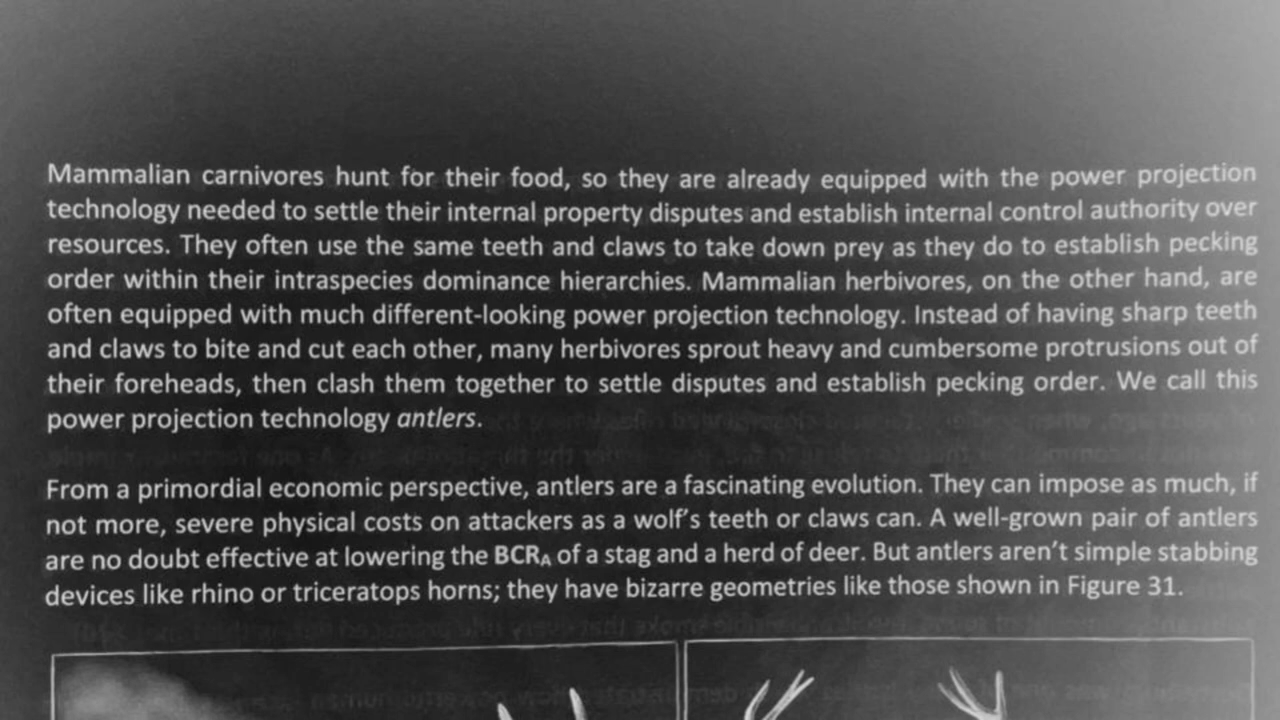 Mammalian carnivores hunt for their food, so they are already equipped with the power projection
technology needed to settle their internal property disputes and establish internal control authority over
resources. They often use the same teeth and claws to take down prey as they do to establish pecking
order within their intraspecies dominance hierarchies. Mammalian herbivores, on the other hand, are
often equipped with much different-looking power projection technology. Instead of having sharp teeth
and claws to bite and cut each other, many herbivores sprout heavy and cumbersome protrusions out of
their foreheads, then clash them together to settle disputes and establish pecking order. We call this
power projection technology antlers.
From a primordial economic perspective, antlers are a fascinating evolution. They can impose as much, if
not more, severe physical costs on attackers as a wolf's teeth or claws can. A well-grown pair of antlers
are no doubt effective at lowering the BCRA of a stag and a herd of deer. But antlers aren't simple stabbing
devices like rhino or triceratops horns; they have bizarre geometries like those shown in Figure 31.